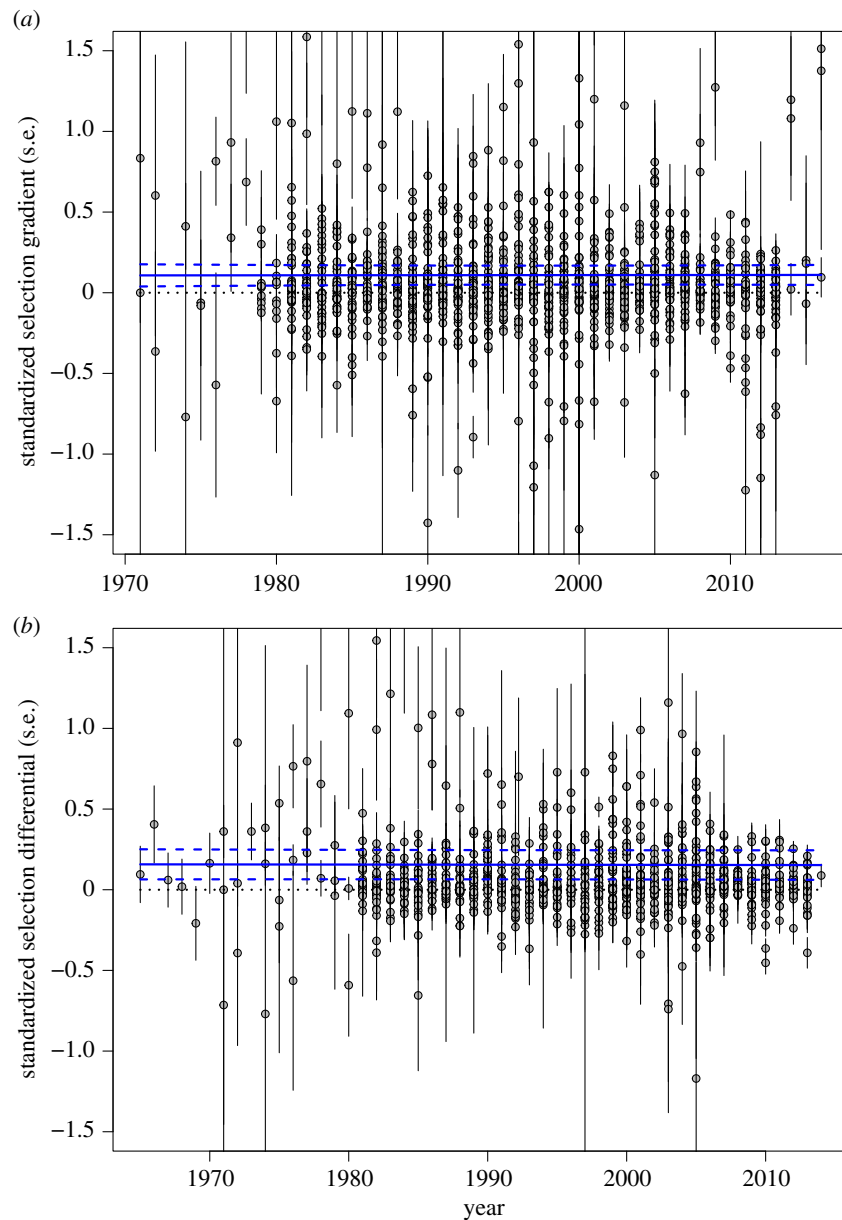 (a)
1.5
1.0
0.5
0
−0.5
−1.0
−1.5
standardized selection gradient (s.e.)
1970 1980 1990 2000 2010
(b)
1.5
1.0
0.5
0
−0.5
−1.0
−1.5
standardized selection differential (s.e.)
1970 1980 1990 2000 2010
year